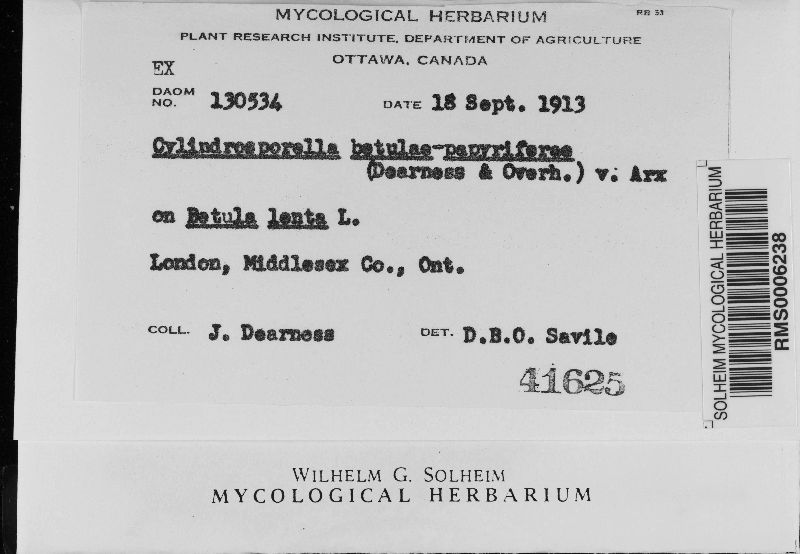 MYCOLOGICAL HERBARIUM
RR 33
PLANT RESEARCH INSTITUTE, DEPARTMENT OF AGRICULTURE
OTTAWA, CANADA
EX
DAOM NO. 130534 DATE 18 Sept. 1913
Cylindrosporella betulae-papyriferae
(Dearness & Overh.) v. Arx
on Betula lenta L.
London, Middlesex Co., Ont.
COLL. J. Dearness DET. D.B.O. Savile
41625
SOLHEIM MYCOLOGICAL HERBARIUM
RMS0006238
WILHELM G. SOLHEIM
MYCOLOGICAL HERBARIUM